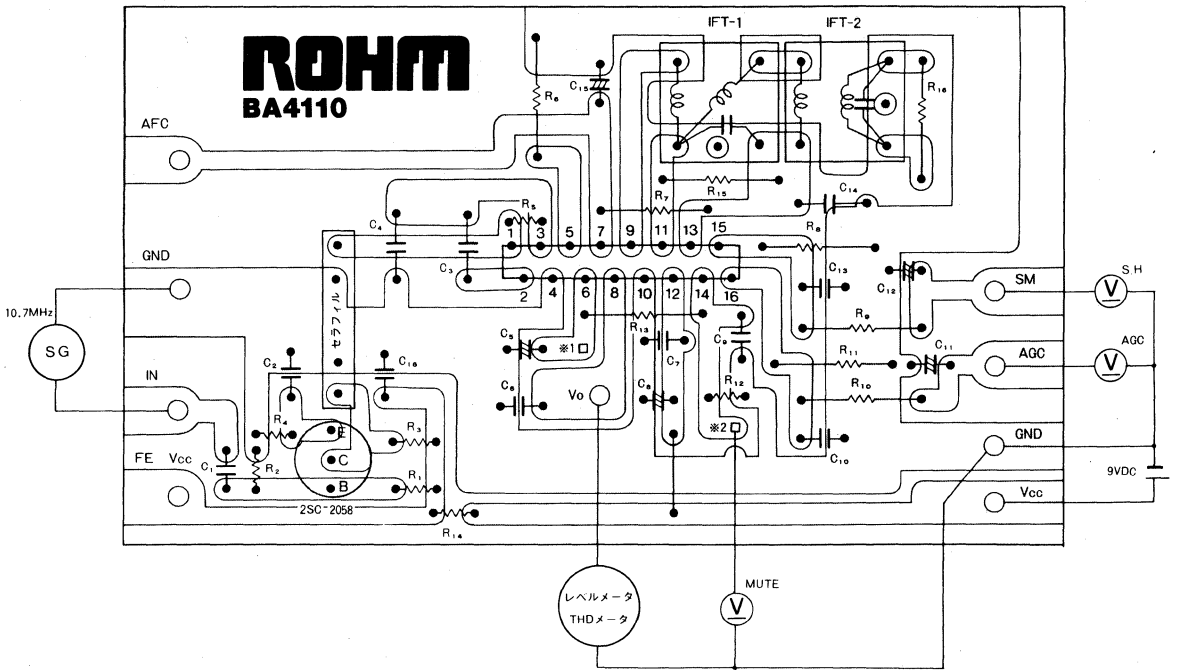 IFT-1
IFT-2
ROHM
BA4110
AFC
GND
10.7MHz
SG
IN
FE Vcc
R6
C15
R16
R15
R7
C14
R5
C4
C3
1 3 5 7 9 11 13 15
2 4 6 8 10 12 14 16
R8
C13
C12
SM
S.H
R13
R9
C5
※1
C7
C9
R11
C11
AGC
AGC
R10
セラフィル
C2
C16
C6
Vo
C8
R12
※2
C10
GND
9VDC
Vcc
R4
E
R3
C1
R2
C
B
R1
2SC-2058
R14
V
V
レベルメータ
THDメータ
MUTE
V